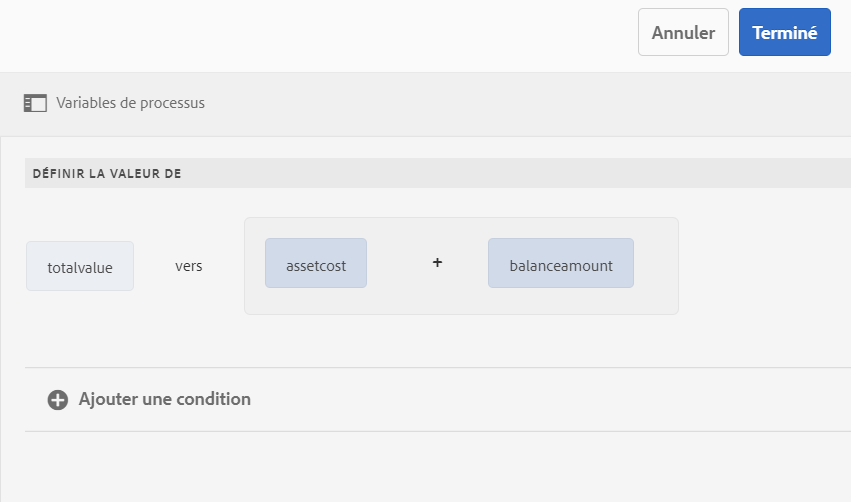 Annuler Terminé
Variables de processus
DÉFINIR LA VALEUR DE
totalvalue vers assetcost + balanceamount
Ajouter une condition